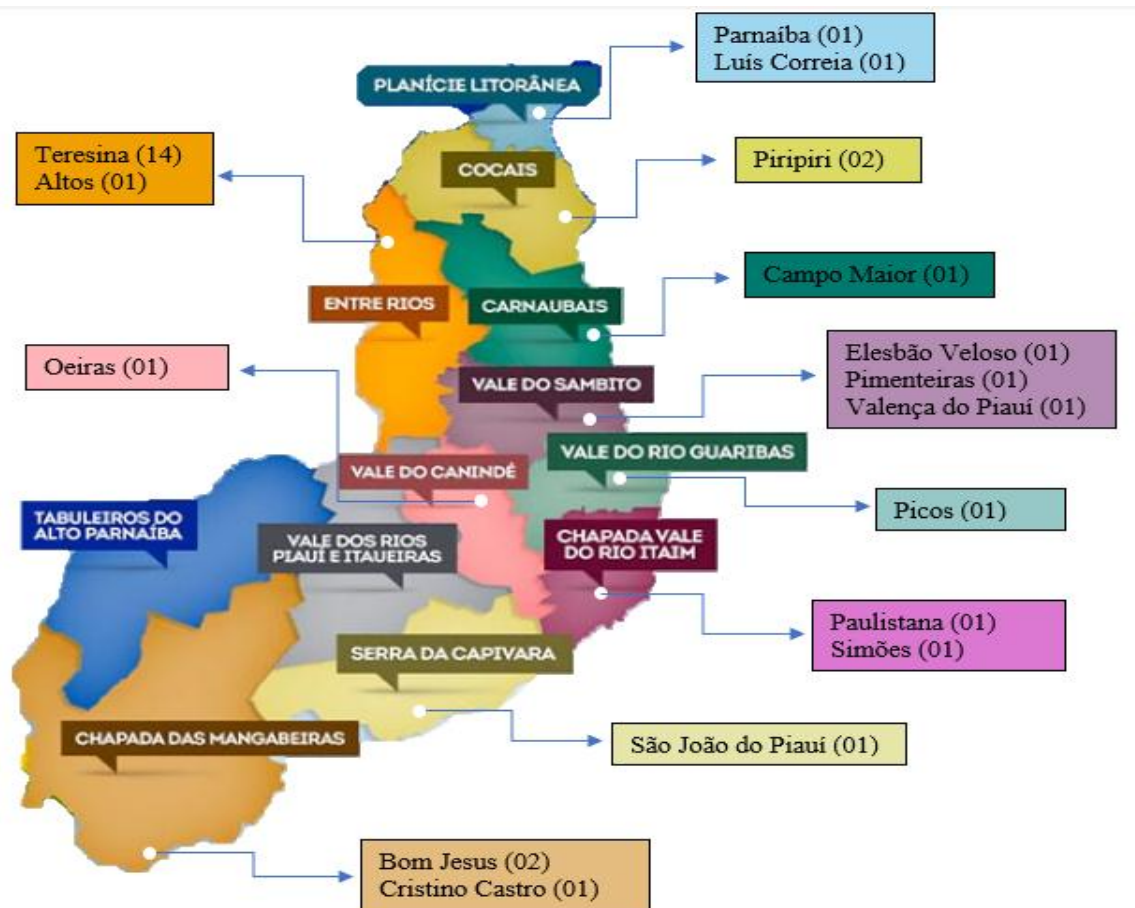 Parnaíba (01)
Luís Correia (01)
PLANÍCIE LITORÂNEA
Teresina (14)
Altos (01)
COCAIS
Piripiri (02)
ENTRE RIOS
CARNAUBAIS
Campo Maior (01)
Oeiras (01)
VALE DO SAMBITO
Elesbão Veloso (01)
Pimenteiras (01)
Valença do Piauí (01)
VALE DO CANINDÉ
VALE DO RIO GUARIBAS
Picos (01)
TABULEIROS DO
ALTO PARNAÍBA
VALE DOS RIOS
PIAUÍ E ITAUEIRAS
CHAPADA VALE
DO RIO ITAIM
Paulistana (01)
Simões (01)
SERRA DA CAPIVARA
São João do Piauí (01)
CHAPADA DAS MANGABEIRAS
Bom Jesus (02)
Cristino Castro (01)